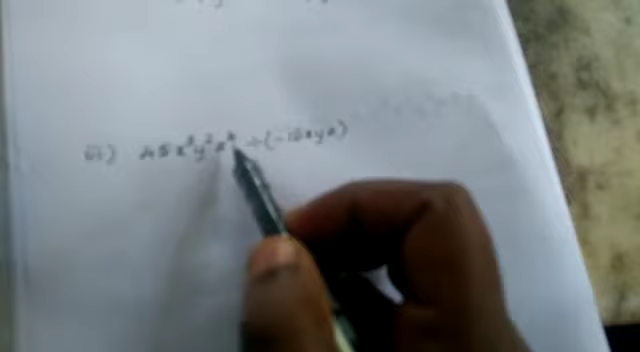 iii) 45x³y²z⁴ ÷ (-15xyz)